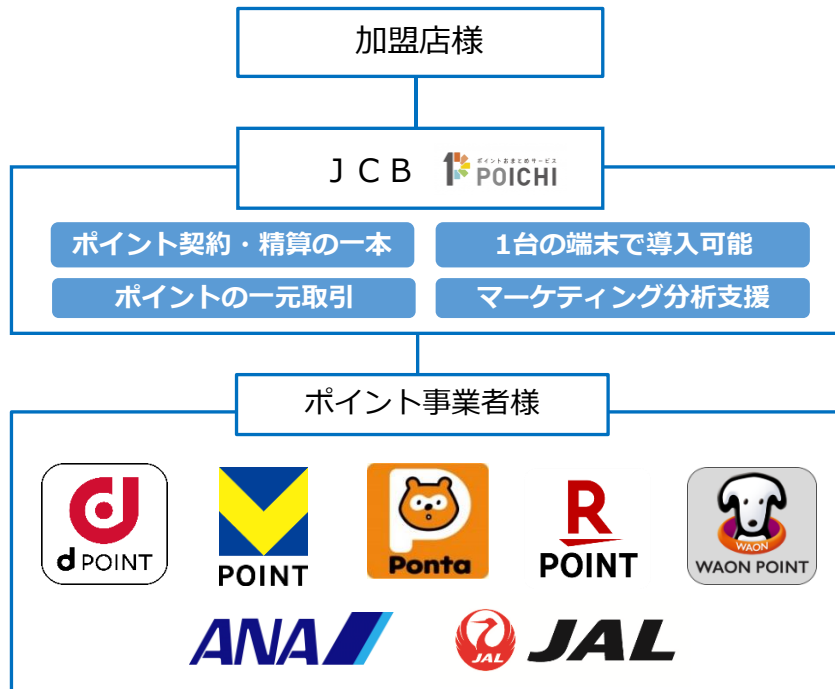 加盟店様
ＪＣＢ
ポイントおまとめサービス
POICHI
ポイント契約・精算の一本
1台の端末で導入可能
ポイントの一元取引
マーケティング分析支援
ポイント事業者様
d POINT
POINT
Ponta
R
POINT
WAON
WAON POINT
ANA
JAL
JAL